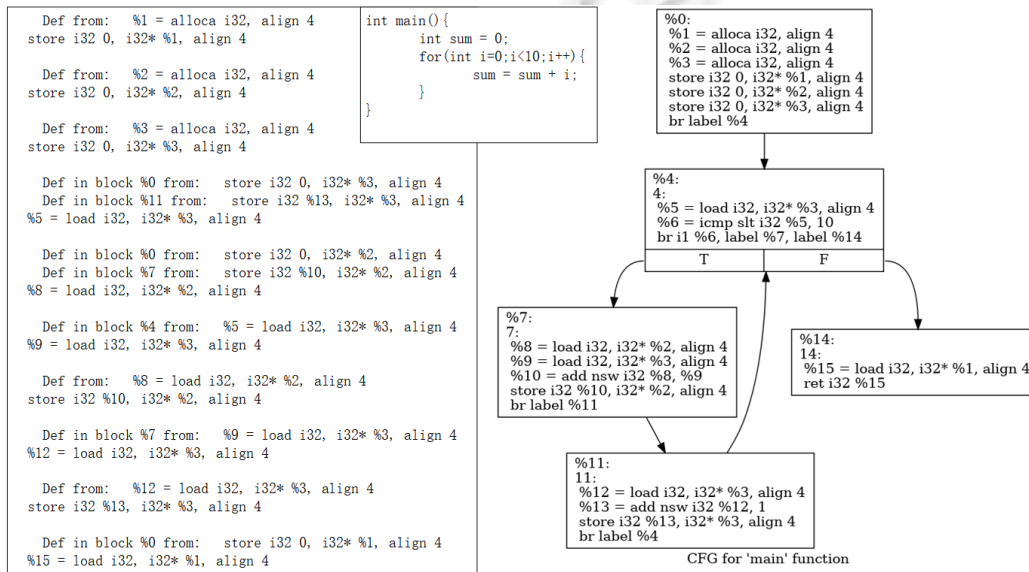 Def from: %1 = alloca i32, align 4
store i32 0, i32* %1, align 4
Def from: %2 = alloca i32, align 4
store i32 0, i32* %2, align 4
Def from: %3 = alloca i32, align 4
store i32 0, i32* %3, align 4
Def in block %0 from: store i32 0, i32* %3, align 4
Def in block %11 from: store i32 %13, i32* %3, align 4
%5 = load i32, i32* %3, align 4
Def in block %0 from: store i32 0, i32* %2, align 4
Def in block %7 from: store i32 %10, i32* %2, align 4
%8 = load i32, i32* %2, align 4
Def in block %4 from: %5 = load i32, i32* %3, align 4
%9 = load i32, i32* %3, align 4
Def from: %8 = load i32, i32* %2, align 4
store i32 %10, i32* %2, align 4
Def in block %7 from: %9 = load i32, i32* %3, align 4
%12 = load i32, i32* %3, align 4
Def from: %12 = load i32, i32* %3, align 4
store i32 %13, i32* %3, align 4
Def in block %0 from: store i32 0, i32* %1, align 4
%15 = load i32, i32* %1, align 4
int main(){
int sum = 0;
for(int i=0;i<10;i++){
sum = sum + i;
}
}
%0:
%1 = alloca i32, align 4
%2 = alloca i32, align 4
%3 = alloca i32, align 4
store i32 0, i32* %1, align 4
store i32 0, i32* %2, align 4
store i32 0, i32* %3, align 4
br label %4
%4:
4:
%5 = load i32, i32* %3, align 4
%6 = icmp slt i32 %5, 10
br i1 %6, label %7, label %14
T F
%7:
7:
%8 = load i32, i32* %2, align 4
%9 = load i32, i32* %3, align 4
%10 = add nsw i32 %8, %9
store i32 %10, i32* %2, align 4
br label %11
%14:
14:
%15 = load i32, i32* %1, align 4
ret i32 %15
%11:
11:
%12 = load i32, i32* %3, align 4
%13 = add nsw i32 %12, 1
store i32 %13, i32* %3, align 4
br label %4
CFG for 'main' function